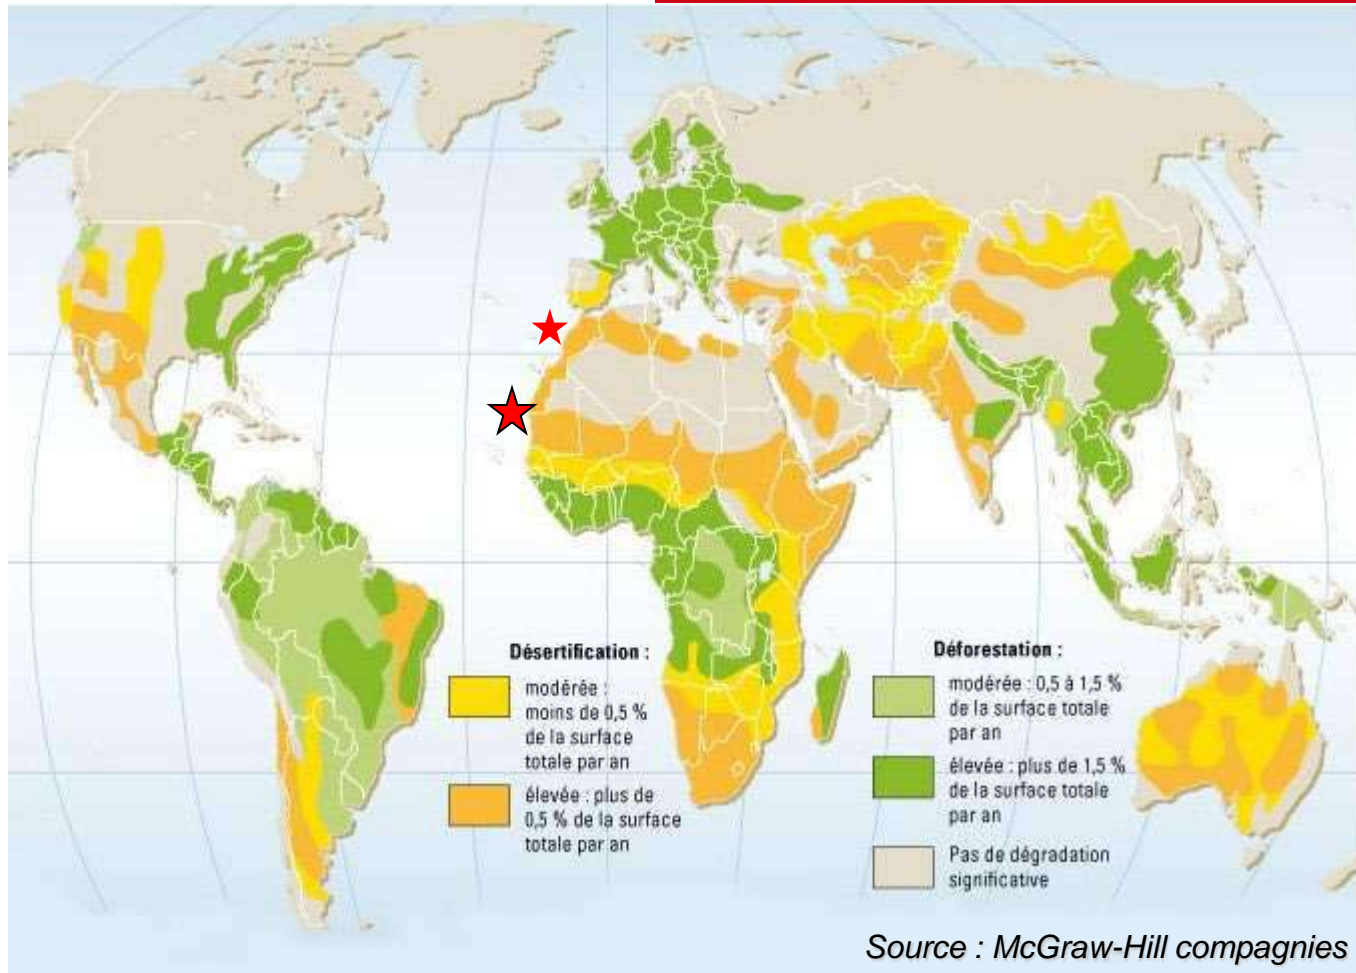 Désertification :
modérée :
moins de 0,5 %
de la surface
totale par an
élevée : plus de
0,5 % de la surface
totale par an
Déforestation :
modérée : 0,5 à 1,5 %
de la surface totale
par an
élevée : plus de 1,5 %
de la surface totale
par an
Pas de dégradation
significative
Source : McGraw-Hill compagnies